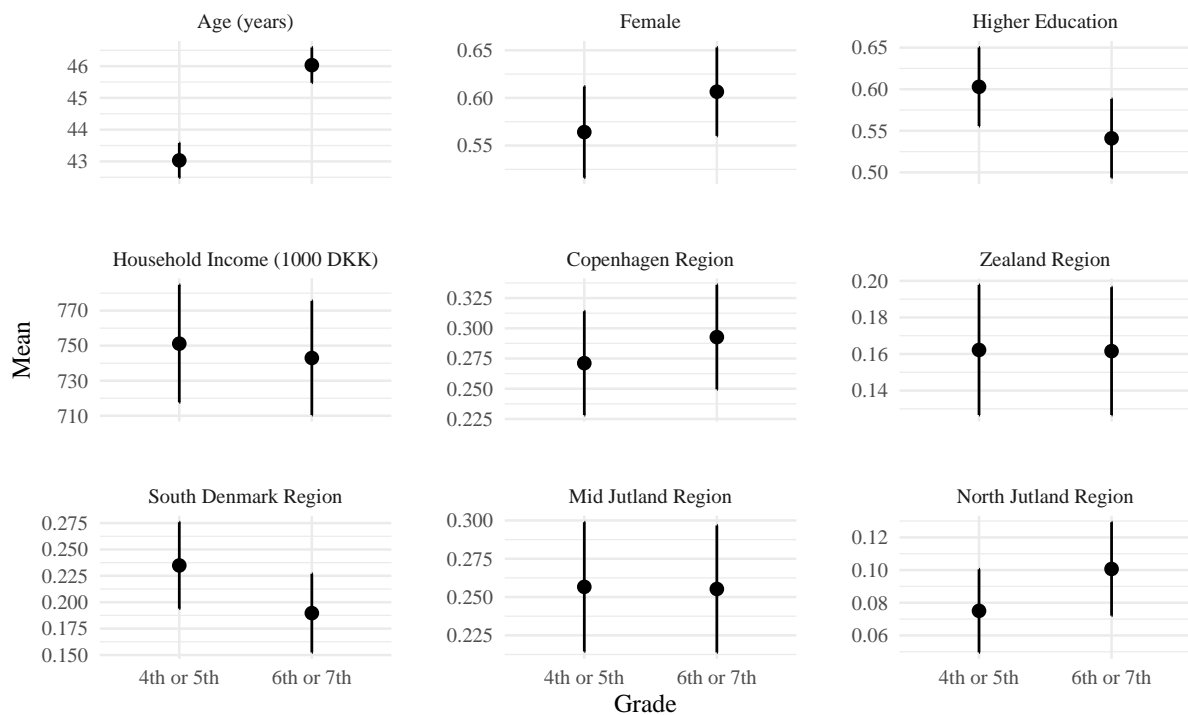 Age (years)
Female
Higher Education
46
45
44
43
0.65
0.60
0.55
0.65
0.60
0.55
0.50
Household Income (1000 DKK)
Copenhagen Region
Zealand Region
770
750
730
710
0.325
0.300
0.275
0.250
0.225
0.20
0.18
0.16
0.14
Mean
South Denmark Region
Mid Jutland Region
North Jutland Region
0.275
0.250
0.225
0.200
0.175
0.150
0.300
0.275
0.250
0.225
0.12
0.10
0.08
0.06
4th or 5th
6th or 7th
4th or 5th
6th or 7th
4th or 5th
6th or 7th
Grade